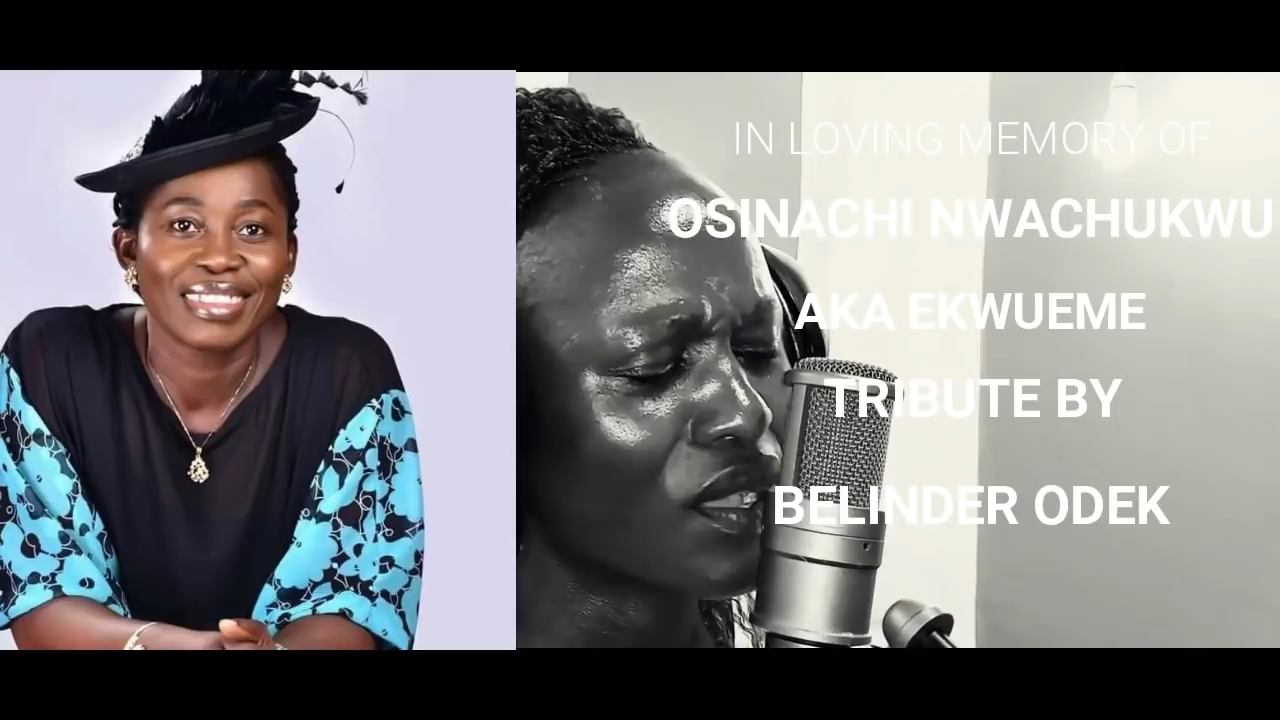 IN LOVING MEMORY OF
OSINACHI NWACHUKWU
AKA EKWUEME
TRIBUTE BY
BELINDER ODEK